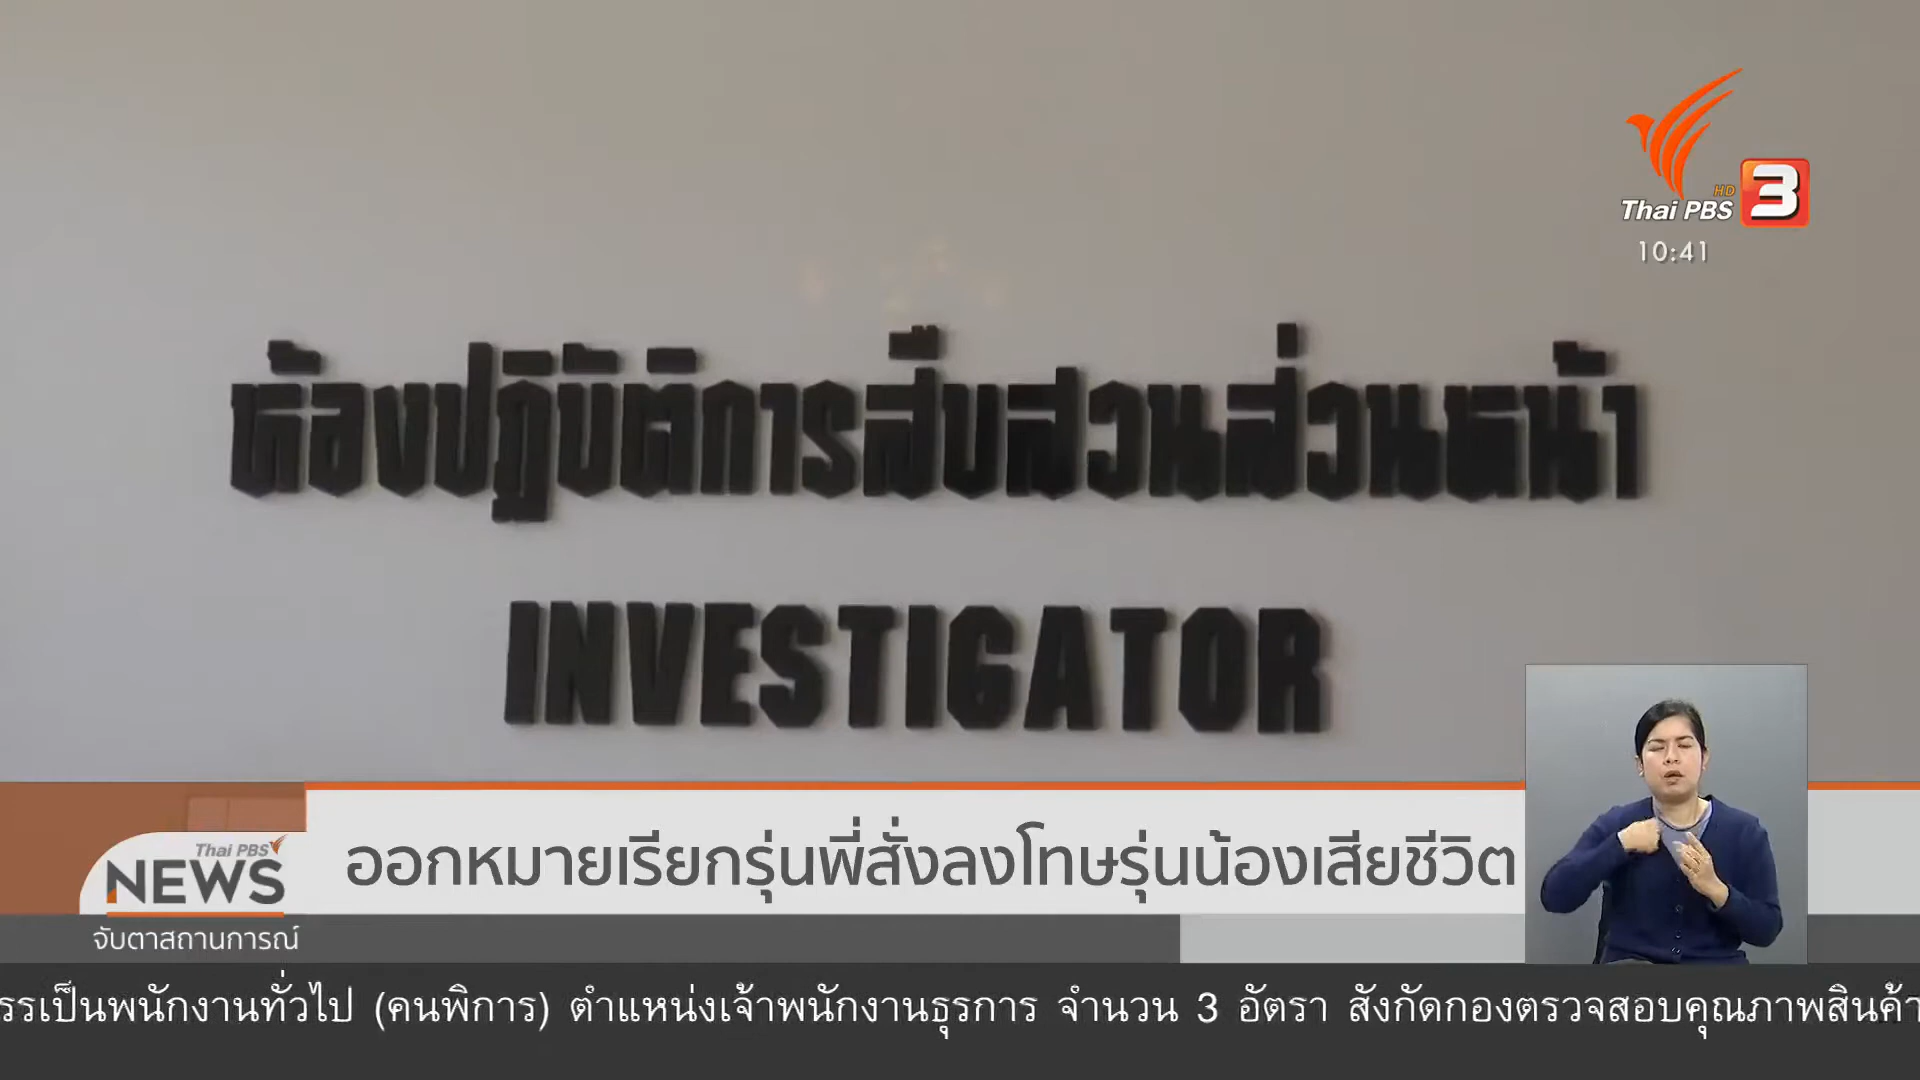 HD
Thai PBS 3
10:41
ห้องปฏิบัติการสืบสวนส่วนหน้า
INVESTIGATOR
Thai PBS
NEWS
ออกหมายเรียกรุ่นพี่สั่งลงโทษรุ่นน้องเสียชีวิต
จับตาสถานการณ์
รรเป็นพนักงานทั่วไป (คนพิการ) ตำแหน่งเจ้าพนักงานธุรการ จำนวน 3 อัตรา สังกัดกองตรวจสอบคุณภาพสินค้า